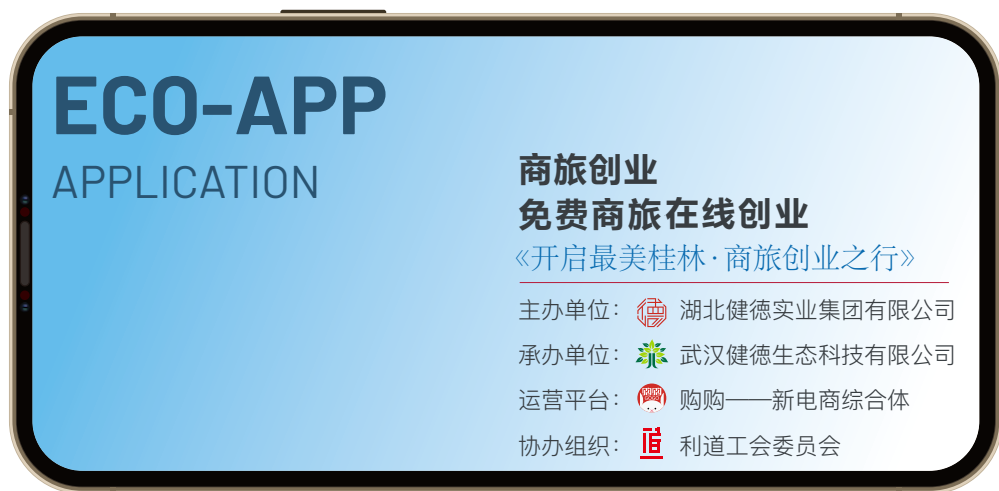 ECO-APP
APPLICATION
商旅创业
免费商旅在线创业
《开启最美桂林·商旅创业之行》
主办单位： 德 湖北健德实业集团有限公司
承办单位： 武汉健德生态科技有限公司
运营平台： 购购 购购——新电商综合体
协办组织： 利道工会委员会